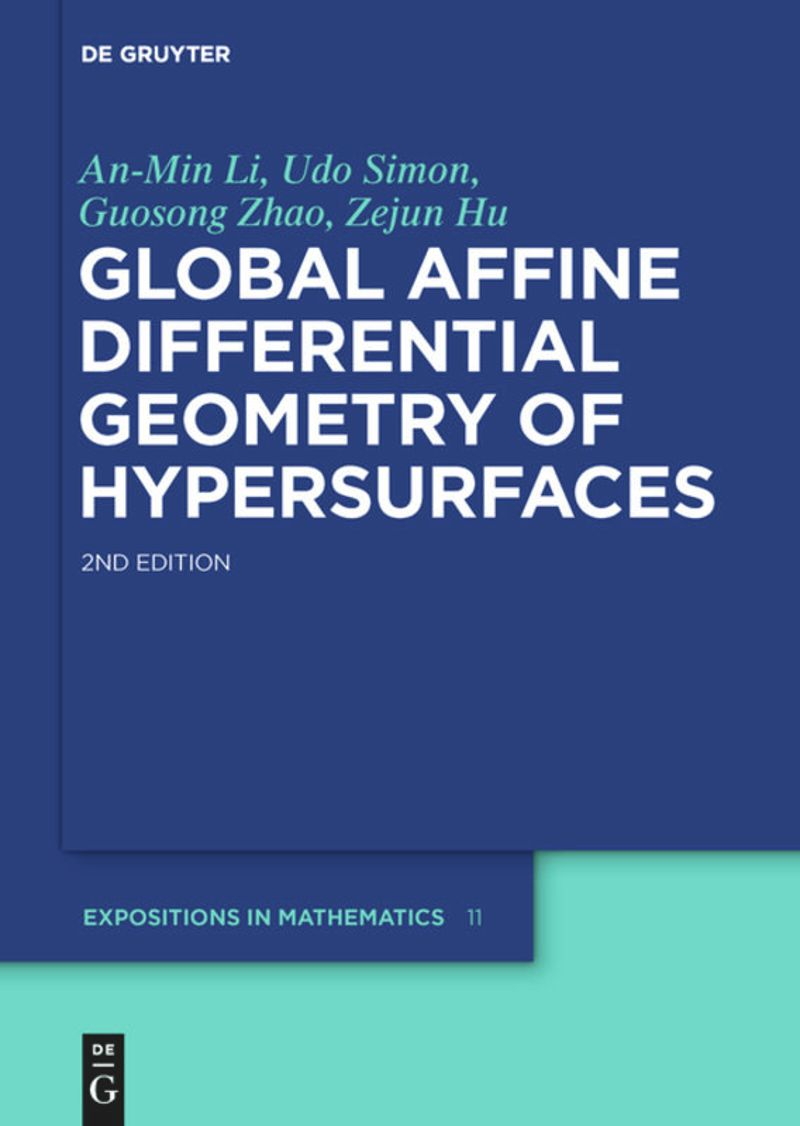 DE GRUYTER
An-Min Li, Udo Simon,
Guosong Zhao, Zejun Hu
GLOBAL AFFINE
DIFFERENTIAL
GEOMETRY OF
HYPERSURFACES
2ND EDITION
EXPOSITIONS IN MATHEMATICS 11
DE
G